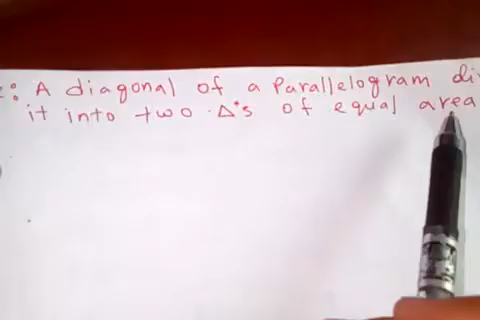 : A diagonal of a Parallelogram
it into two Δ's of equal area